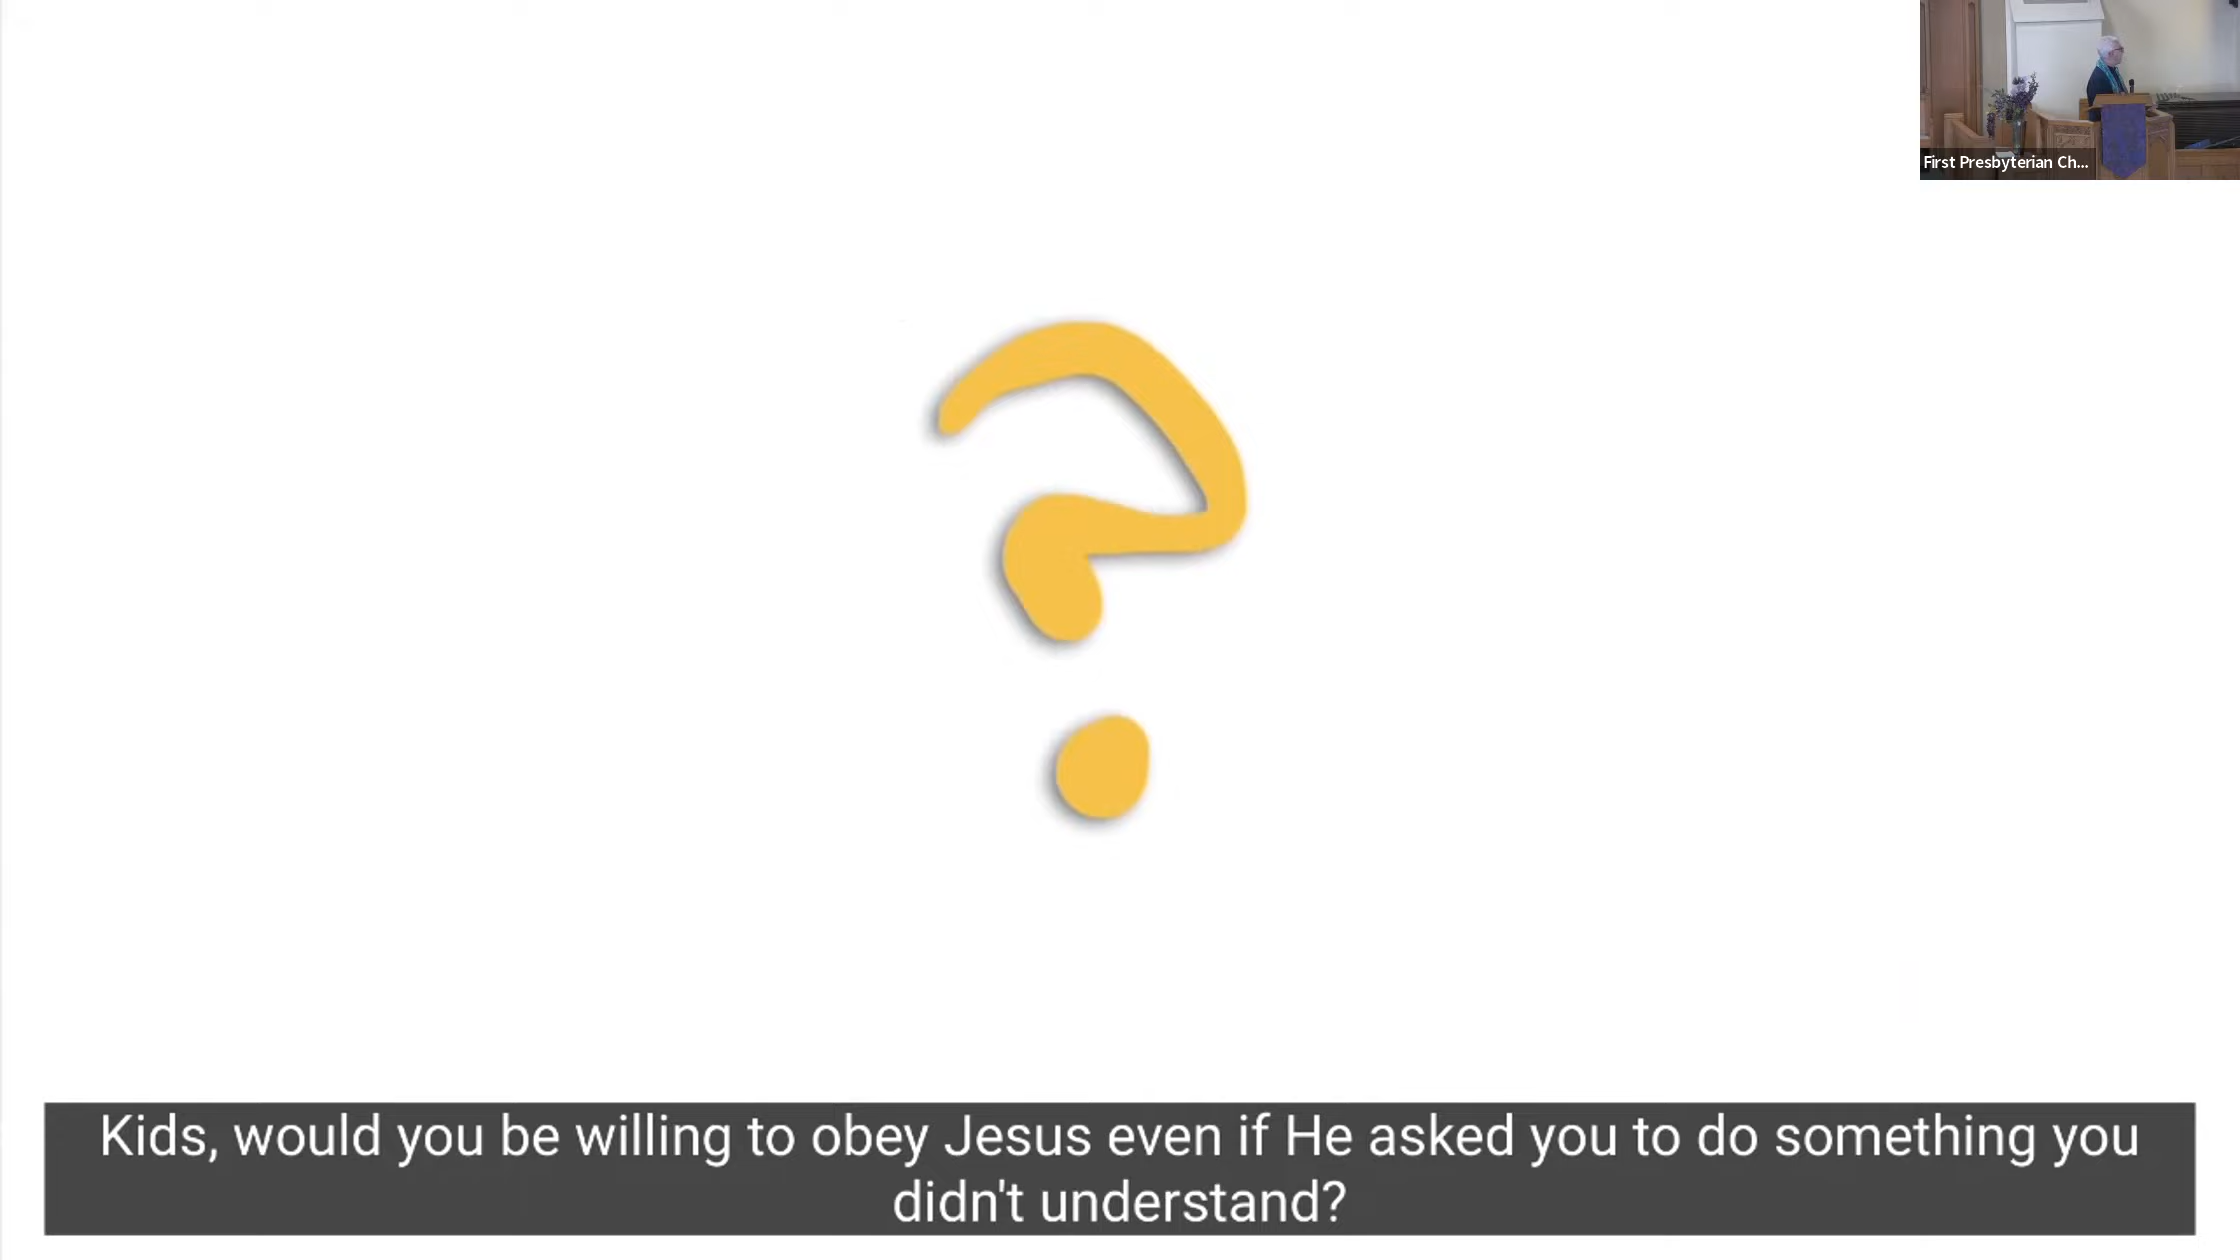 First Presbyterian Ch...
?
Kids, would you be willing to obey Jesus even if He asked you to do something you
didn't understand?